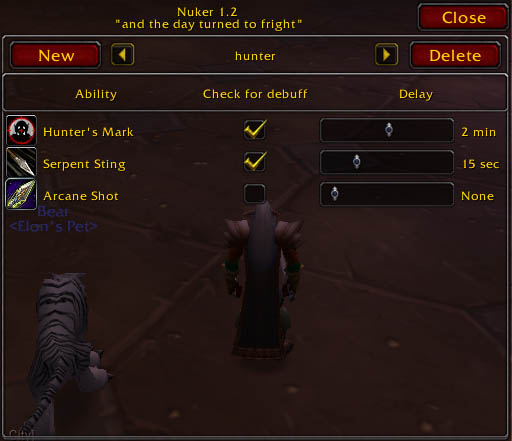 Nuker 1.2
"and the day turned to fright"
Close
New
hunter
Delete
Ability
Check for debuff
Delay
Hunter's Mark
2 min
Serpent Sting
15 sec
Arcane Shot
None
Bear
<Elon's Pet>